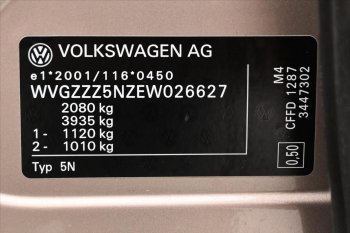 VOLKSWAGEN AG
e1*2001/116*0450
WVGZZZ5NZEW026627
2080 kg
3935 kg
1- 1120 kg
2- 1010 kg
Typ 5N
M4
CFFD 1287
3447302
0,50